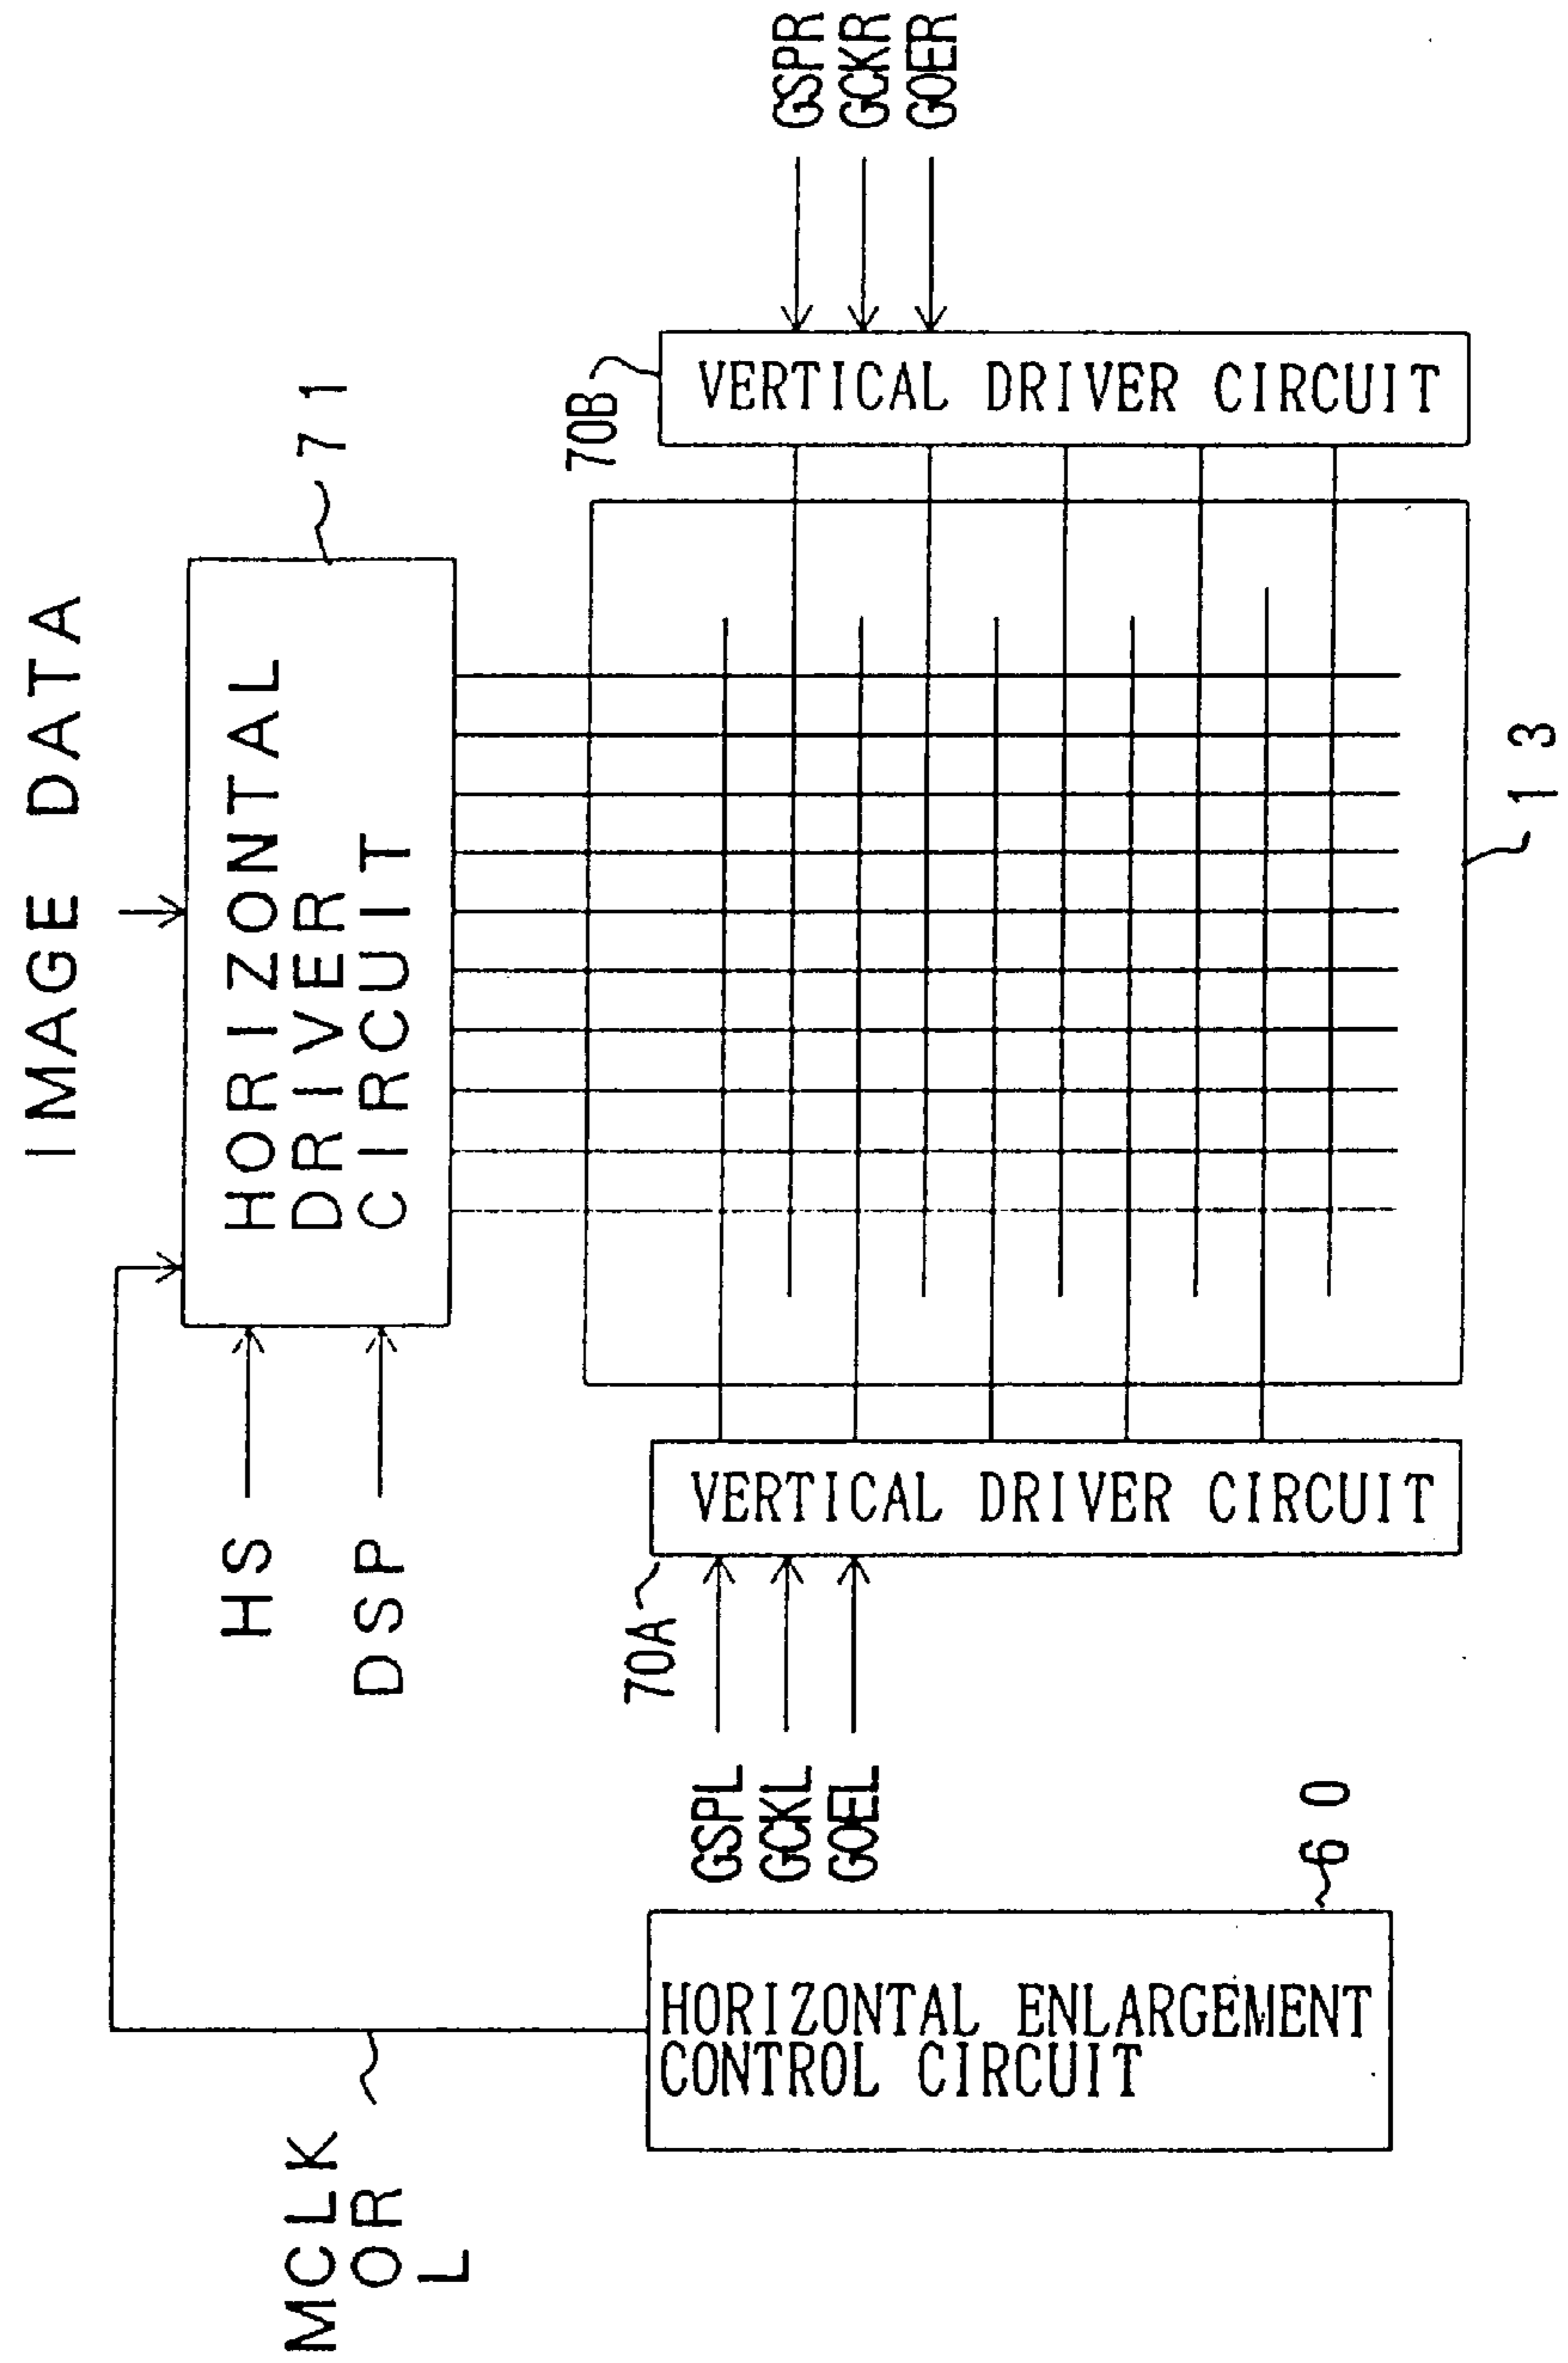 IMAGE DATA
HS
DSP
HORIZONTAL
DRIVER
CIRCUIT
71
MCLK
OR
L
HORIZONTAL ENLARGEMENT
CONTROL CIRCUIT
60
GSPL
GCKL
GOEL
70A
VERTICAL DRIVER CIRCUIT
13
70B
VERTICAL DRIVER CIRCUIT
GSPR
GCKR
GOER